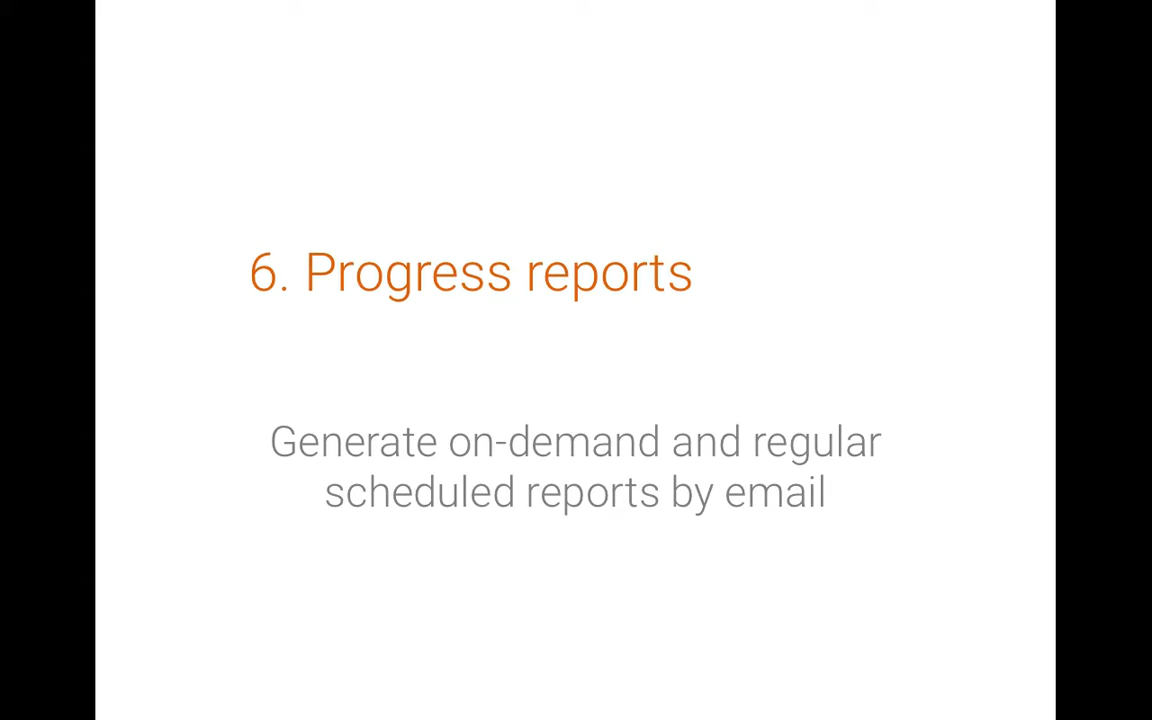 6. Progress reports
Generate on-demand and regular
scheduled reports by email